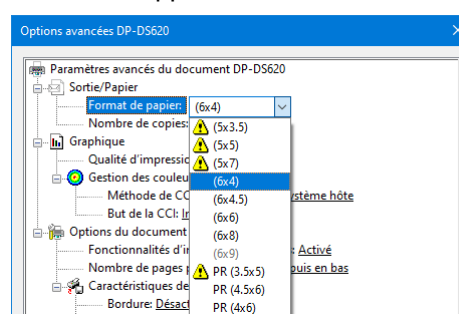 Options avancées DP-DS620
Paramètres avancés du document DP-DS620
Sortie/Papier
Format de papier: (6x4)
Nombre de copies:
(5x3.5)
Graphique
(5x5)
Qualité d'impressio
(5x7)
Gestion des couleu
(6x4)
Méthode de CC
(6x4.5)
ystème hôte
But de la CCI:
(6x6)
Options du document
(6x8)
Fonctionnalités d'i
(6x9)
: Activé
Nombre de pages
PR (3.5x5)
puis en bas
Caractéristiques de
PR (4.5x6)
Bordure: Désact
PR (4x6)